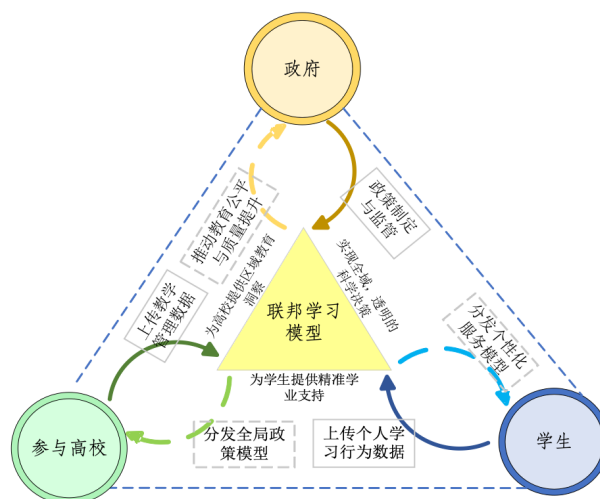 政府
推动教育公平
与质量提升
政策制定
与监管
上传教学
管理数据
为高校提供区域教育
洞察
实现全域，透明的
科学决策
联邦学习
模型
分发个性化
服务模型
为学生提供精准学
业支持
参与高校
分发全局政
策模型
上传个人学
习行为数据
学生